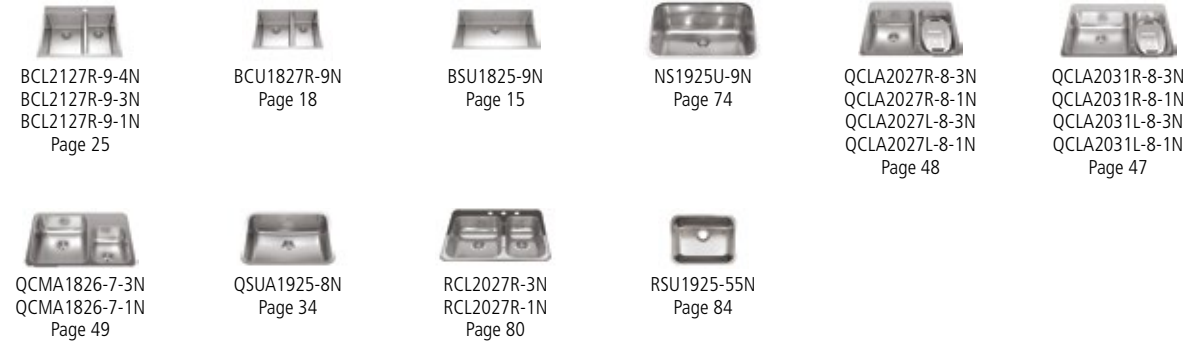 BCL2127R-9-4N
BCL2127R-9-3N
BCL2127R-9-1N
Page 25
BCU1827R-9N
Page 18
BSU1825-9N
Page 15
NS1925U-9N
Page 74
QCLA2027R-8-3N
QCLA2027R-8-1N
QCLA2027L-8-3N
QCLA2027L-8-1N
Page 48
QCLA2031R-8-3N
QCLA2031R-8-1N
QCLA2031L-8-3N
QCLA2031L-8-1N
Page 47
QCMA1826-7-3N
QCMA1826-7-1N
Page 49
QSUA1925-8N
Page 34
RCL2027R-3N
RCL2027R-1N
Page 80
RSU1925-55N
Page 84